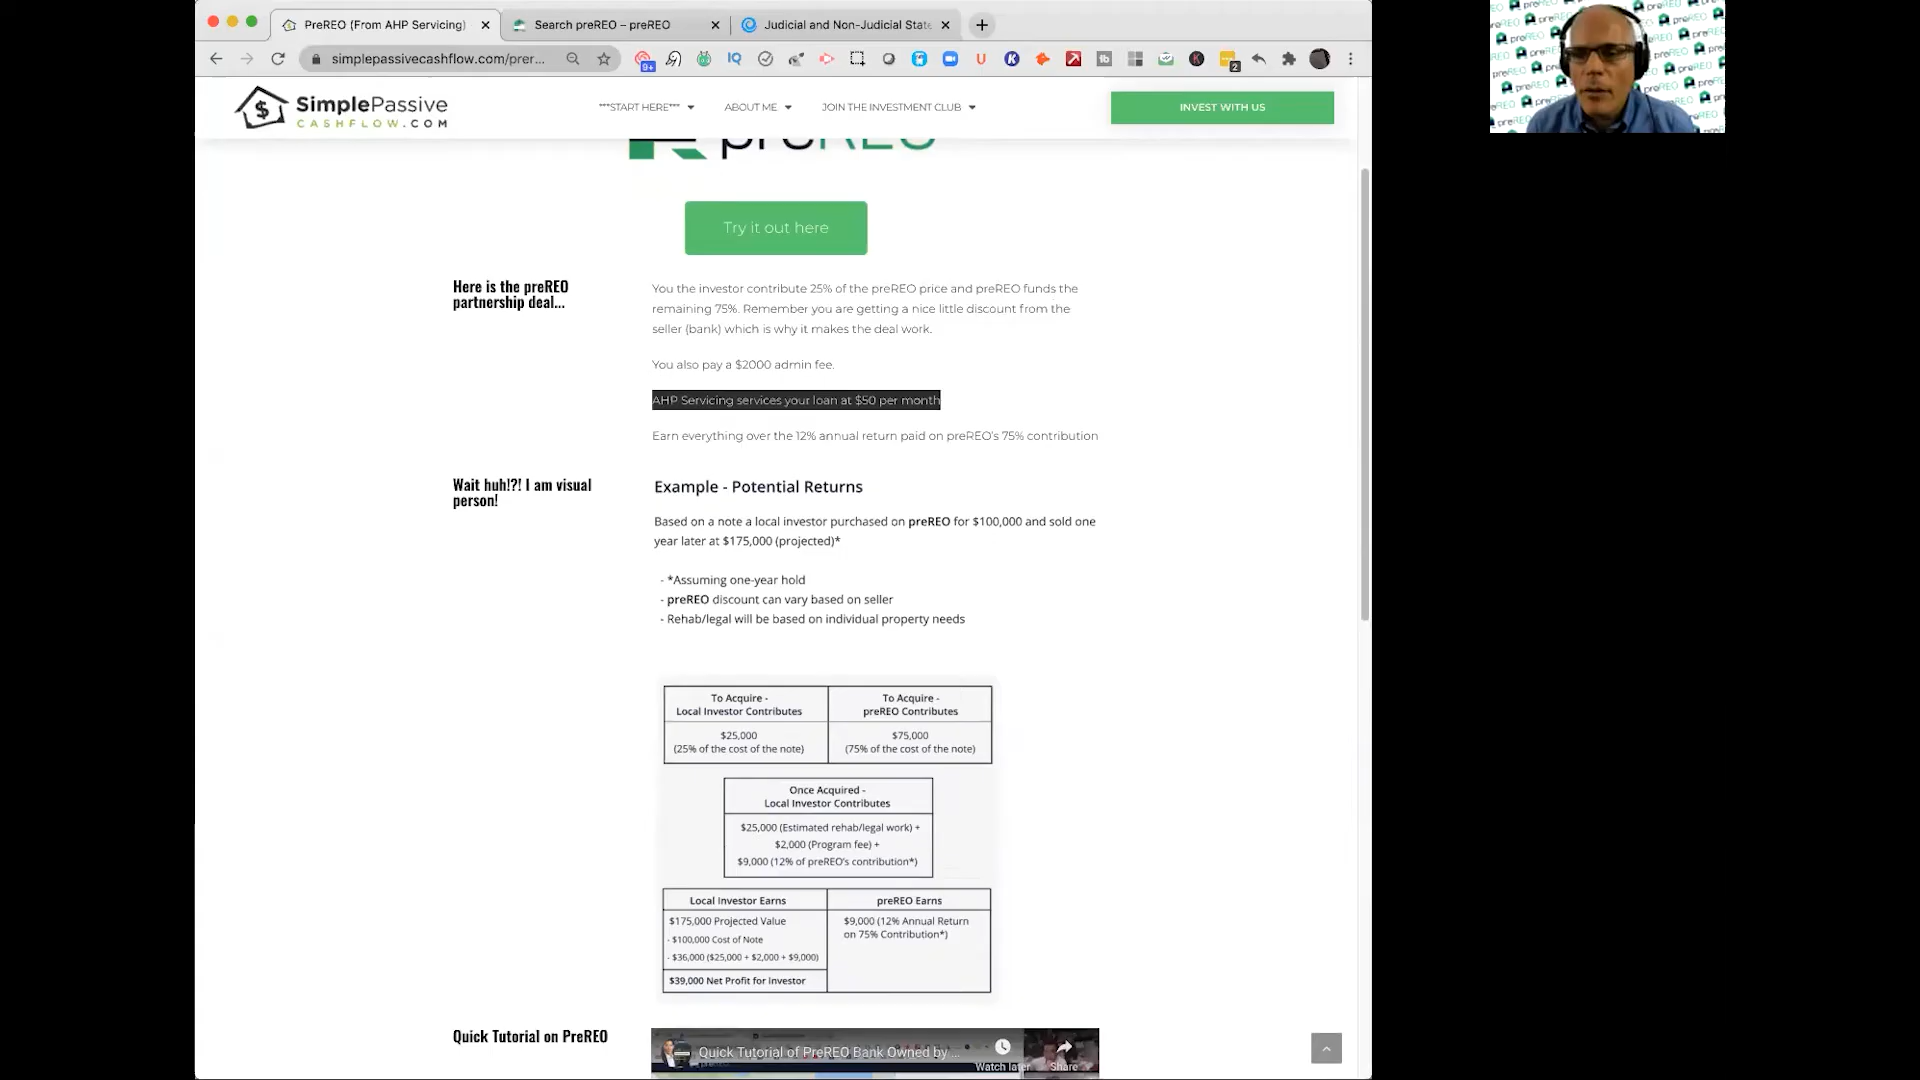 PreREO (From AHP Servicing)
Search preREO – preREO
Judicial and Non-Judicial State
simplepassivecashflow.com/prer...
SimplePassive
CASHFLOW.COM
***START HERE***
ABOUT ME
JOIN THE INVESTMENT CLUB
INVEST WITH US
preREO
Try it out here
Here is the preREO
partnership deal...
You the investor contribute 25% of the preREO price and preREO funds the
remaining 75%. Remember you are getting a nice little discount from the
seller (bank) which is why it makes the deal work.
You also pay a $2000 admin fee.
AHP Servicing services your loan at $50 per month
Earn everything over the 12% annual return paid on preREO's 75% contribution
Wait huh!?! I am visual
person!
Example - Potential Returns
Based on a note a local investor purchased on preREO for $100,000 and sold one
year later at $175,000 (projected)*
- *Assuming one-year hold
- preREO discount can vary based on seller
- Rehab/legal will be based on individual property needs
To Acquire -
Local Investor Contributes
To Acquire -
preREO Contributes
$25,000
(25% of the cost of the note)
$75,000
(75% of the cost of the note)
Once Acquired -
Local Investor Contributes
$25,000 (Estimated rehab/legal work) +
$2,000 (Program fee) +
$9,000 (12% of preREO's contribution*)
Local Investor Earns
preREO Earns
$175,000 Projected Value
- $100,000 Cost of Note
- $36,000 ($25,000 + $2,000 + $9,000)
$39,000 Net Profit for Investor
$9,000 (12% Annual Return
on 75% Contribution*)
Quick Tutorial on PreREO
Quick Tutorial of PreREO Bank Owned by ...
Watch later
Share